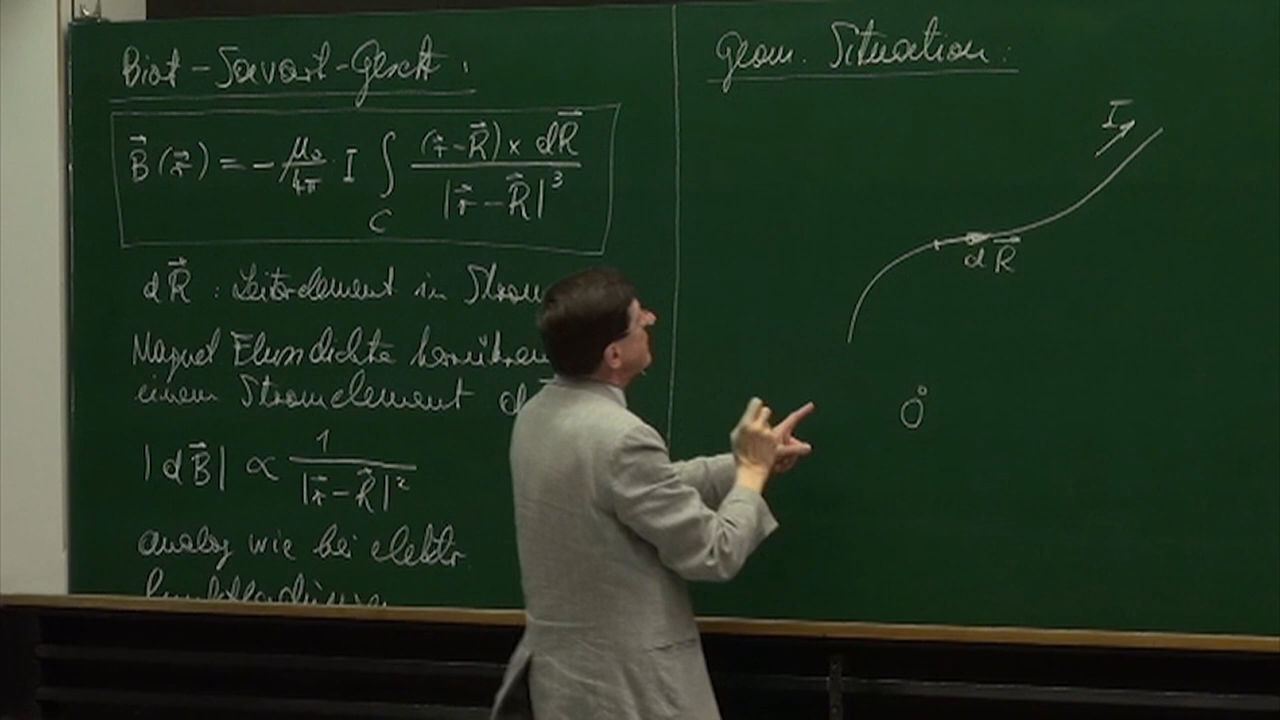 Biot-Savart-Gesetz:
B⃗(r⃗) = - μ₀/4π I ∫_C (r⃗-R⃗) × dR⃗ / |r⃗-R⃗|³
dR⃗ : Leiterelement in Strom
Magnet Flussdichte herrührend
einem Stromelement d
|dB⃗| ∝ 1/|r⃗-R⃗|²
analog wie bei elektr.
Geom. Situation:
I
dR⃗
0